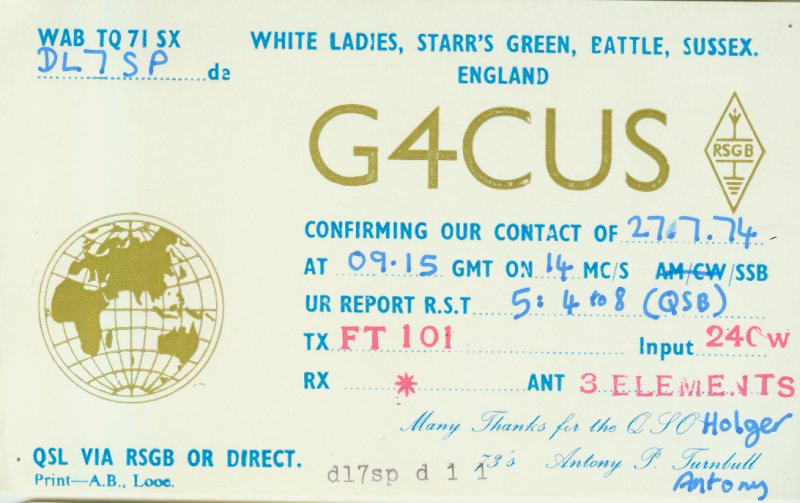 WAB TQ 71 SX
DL7SP de
WHITE LADIES, STARR'S GREEN, BATTLE, SUSSEX.
ENGLAND
G4CUS
RSGB
CONFIRMING OUR CONTACT OF 27.7.74
AT 09.15 GMT ON 14 MC/S AM/CW/SSB
UR REPORT R.S.T 5: 4 to 8 (QSB)
TX FT 101 Input 240w
RX * ANT 3 ELEMENTS
Many Thanks for the QSO Holger
73's Antony P. Turnbull
Antony
QSL VIA RSGB OR DIRECT.
Print—A.B., Looe.
dl7sp d 1 1